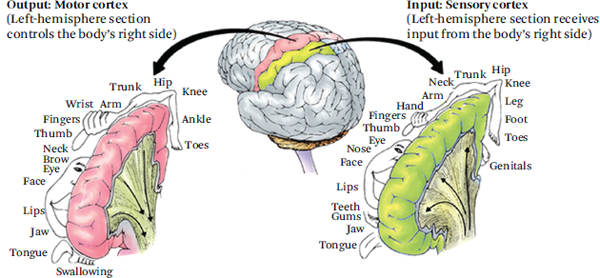 Output: Motor cortex
(Left-hemisphere section
controls the body's right side)
Input: Sensory cortex
(Left-hemisphere section receives
input from the body's right side)
Trunk Hip
Knee
Wrist Arm
Fingers
Ankle
Thumb
Toes
Neck
Brow
Eye
Face
Lips
Jaw
Tongue
Swallowing
Neck Trunk Hip
Knee
Arm
Leg
Hand
Fingers
Foot
Thumb
Toes
Eye
Nose
Genitals
Face
Lips
Teeth
Gums
Jaw
Tongue